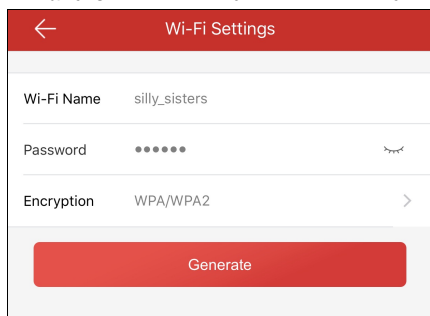 Wi-Fi Settings
Wi-Fi Name silly_sisters
Password ●●●●●●
Encryption WPA/WPA2
Generate